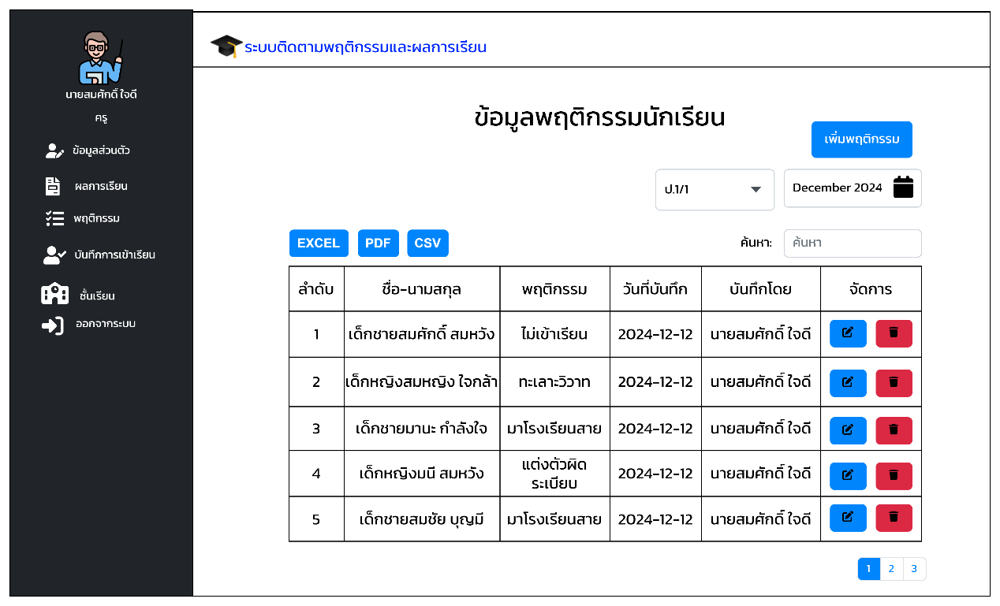 ระบบติดตามพฤติกรรมและผลการเรียน
นายสมศักดิ์ ใจดี
ครู
ข้อมูลส่วนตัว
ผลการเรียน
พฤติกรรม
บันทึกการเข้าเรียน
ชั้นเรียน
ออกจากระบบ
ข้อมูลพฤติกรรมนักเรียน
เพิ่มพฤติกรรม
ป.1/1 December 2024
EXCEL PDF CSV ค้นหา: ค้นหา
ลำดับ ชื่อ-นามสกุล พฤติกรรม วันที่บันทึก บันทึกโดย จัดการ
1 เด็กชายสมศักดิ์ สมหวัง ไม่เข้าเรียน 2024-12-12 นายสมศักดิ์ ใจดี
2 เด็กหญิงสมหญิง ใจกล้า ทะเลาะวิวาท 2024-12-12 นายสมศักดิ์ ใจดี
3 เด็กชายมานะ กำลังใจ มาโรงเรียนสาย 2024-12-12 นายสมศักดิ์ ใจดี
4 เด็กหญิงมนี สมหวัง แต่งตัวผิด
ระเบียบ 2024-12-12 นายสมศักดิ์ ใจดี
5 เด็กชายสมชัย บุญมี มาโรงเรียนสาย 2024-12-12 นายสมศักดิ์ ใจดี
1 2 3